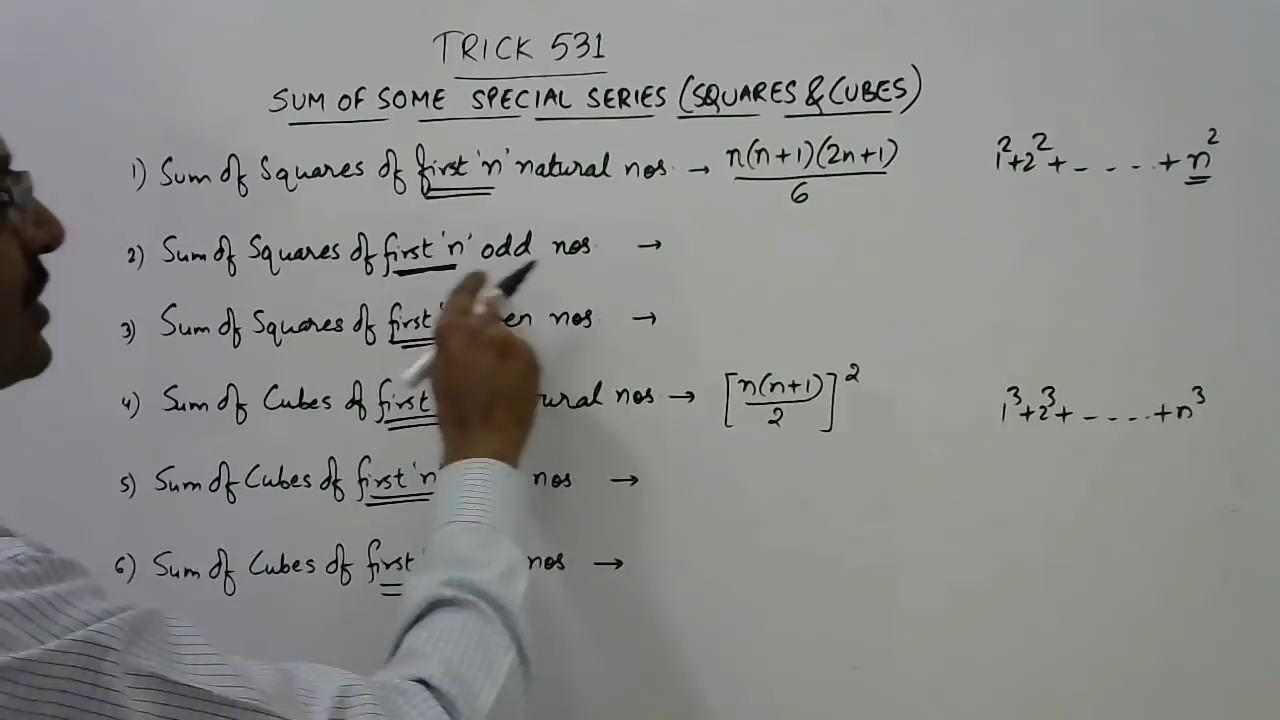 TRICK 531
SUM OF SOME SPECIAL SERIES (SQUARES & CUBES)
1) Sum of Squares of first 'n' natural nos. → n(n+1)(2n+1)/6 1²+2²+ - - - - + n²
2) Sum of Squares of first 'n' odd nos →
3) Sum of Squares of first en nos. →
4) Sum of Cubes of first ural nos → [n(n+1)/2]² 1³+2³+ - - - - + n³
5) Sum of Cubes of first 'n' nos →
6) Sum of Cubes of first nos →